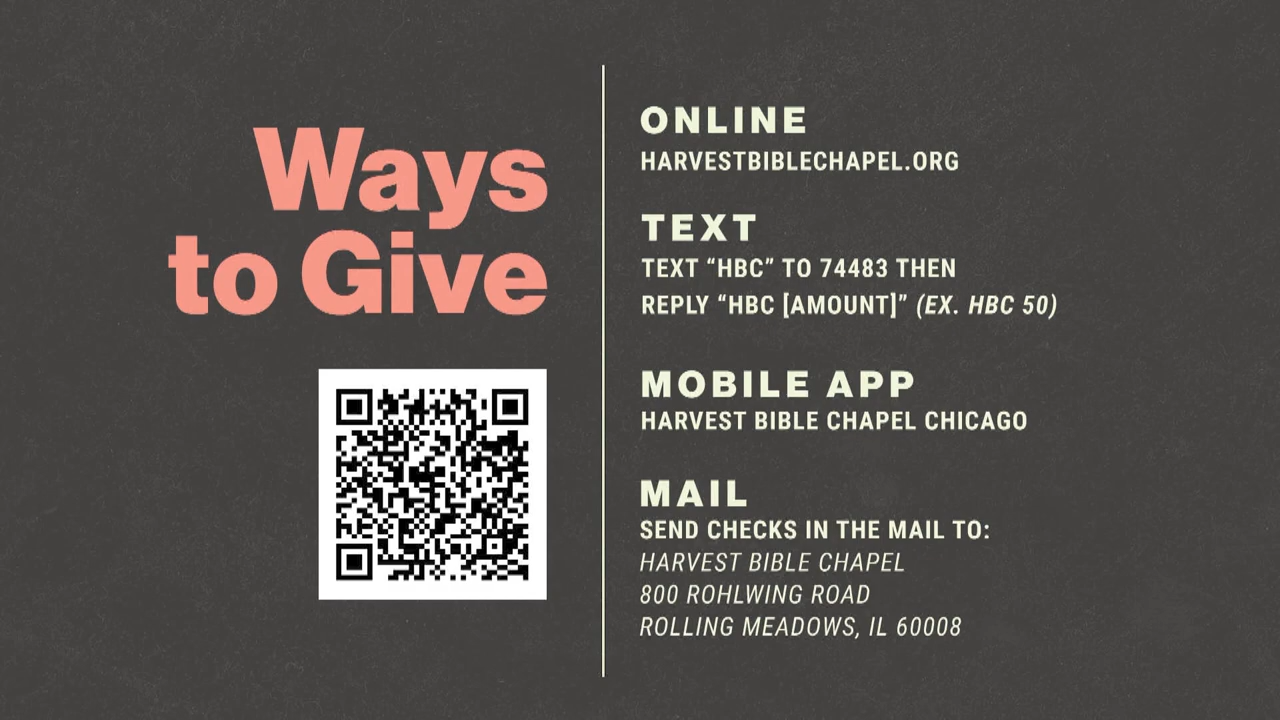 Ways
to Give
ONLINE
HARVESTBIBLECHAPEL.ORG
TEXT
TEXT “HBC” TO 74483 THEN
REPLY “HBC [AMOUNT]” (EX. HBC 50)
MOBILE APP
HARVEST BIBLE CHAPEL CHICAGO
MAIL
SEND CHECKS IN THE MAIL TO:
HARVEST BIBLE CHAPEL
800 ROHLWING ROAD
ROLLING MEADOWS, IL 60008